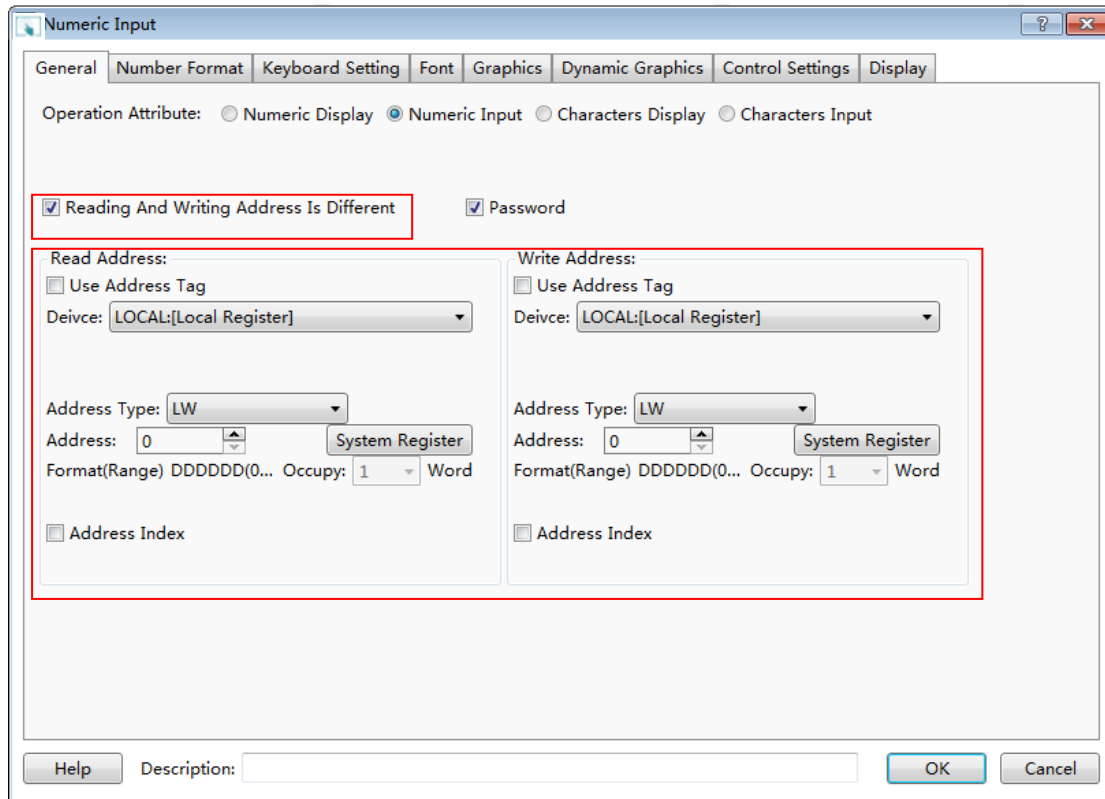 Numeric Input
General Number Format Keyboard Setting Font Graphics Dynamic Graphics Control Settings Display
Operation Attribute: Numeric Display Numeric Input Characters Display Characters Input
Reading And Writing Address Is Different Password
Read Address:
Use Address Tag
Deivce: LOCAL:[Local Register]
Address Type: LW
Address: 0 System Register
Format(Range) DDDDDD(0... Occupy: 1 Word
Address Index
Write Address:
Use Address Tag
Deivce: LOCAL:[Local Register]
Address Type: LW
Address: 0 System Register
Format(Range) DDDDDD(0... Occupy: 1 Word
Address Index
Help Description: OK Cancel